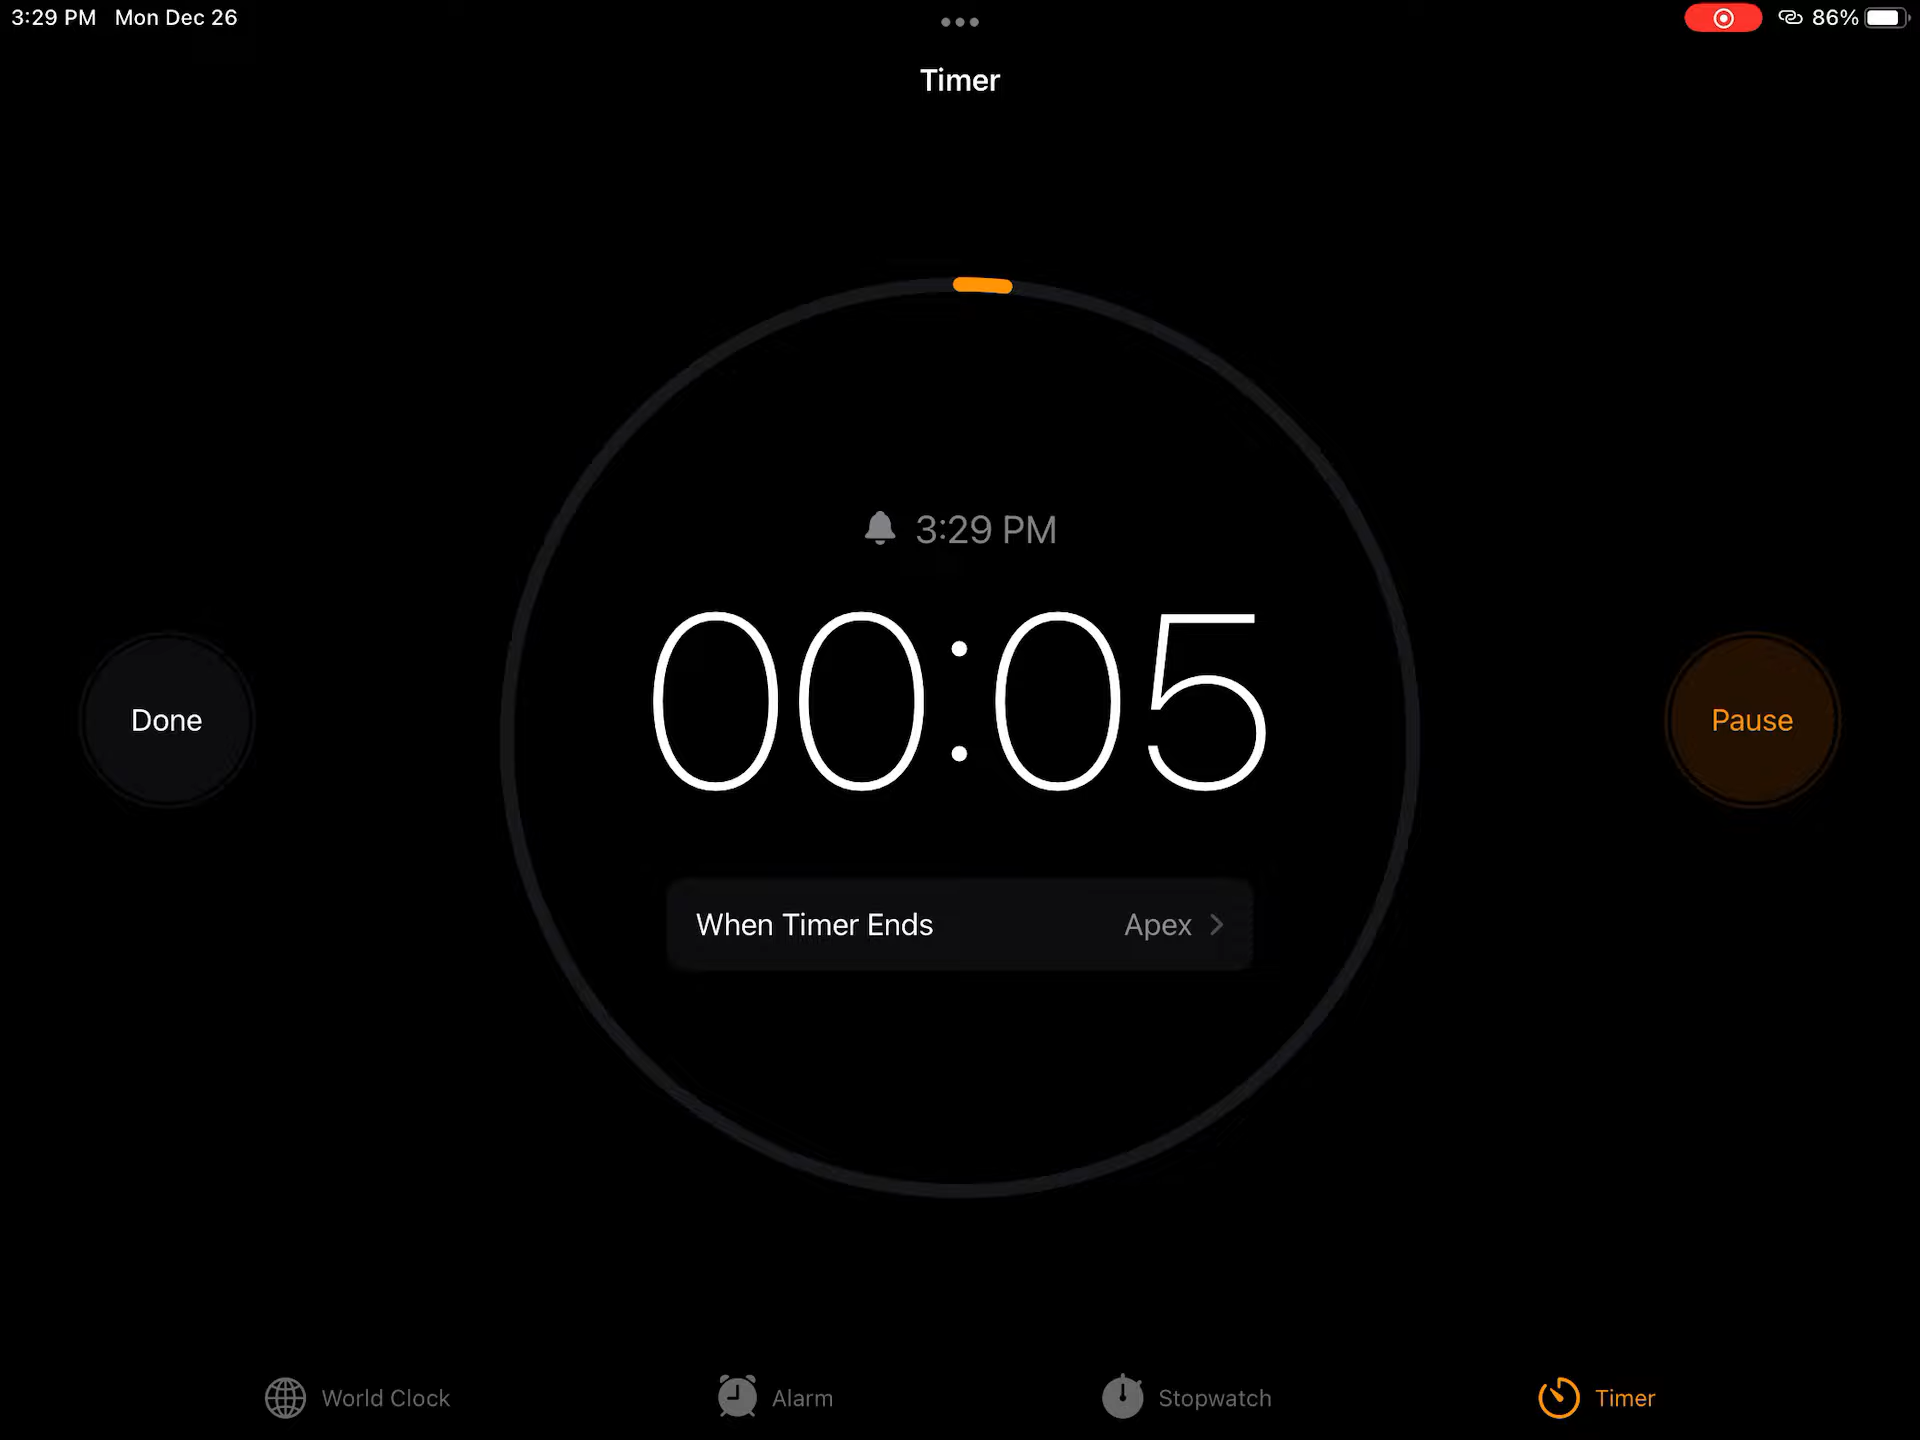 3:29 PM Mon Dec 26
86%
Timer
3:29 PM
00:05
Done
Pause
When Timer Ends Apex
World Clock Alarm Stopwatch Timer